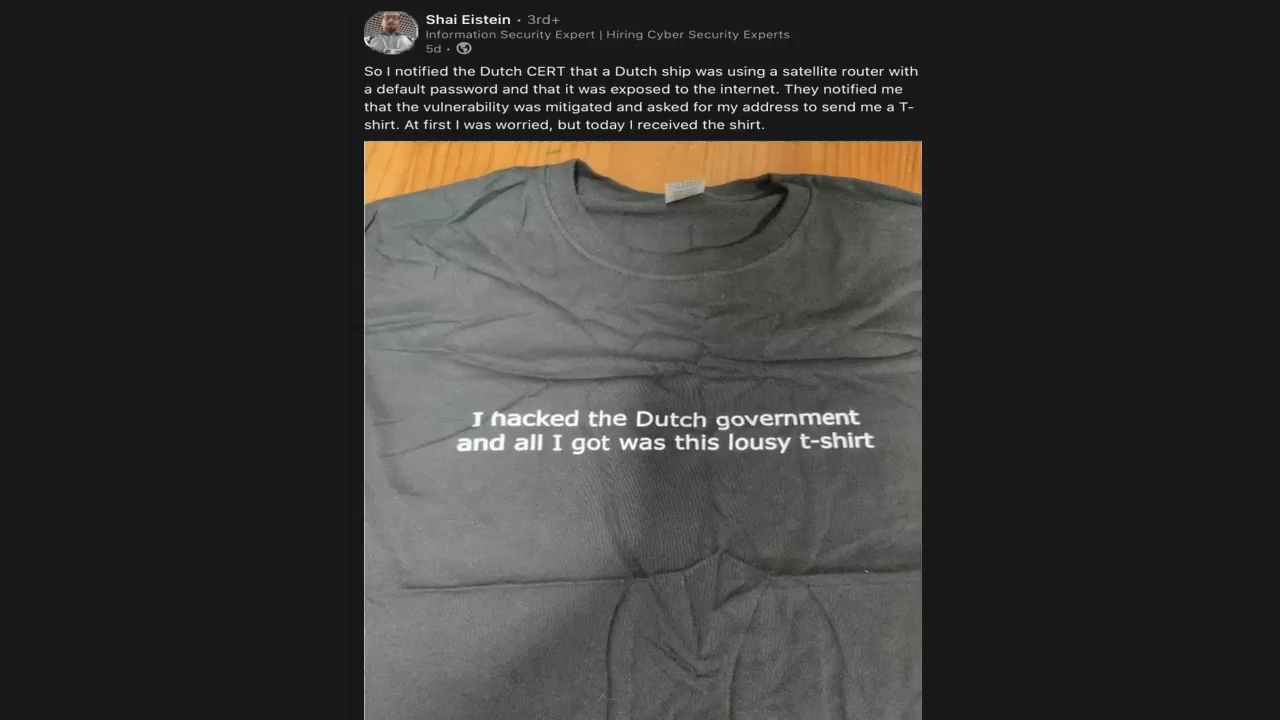 Shai Eistein • 3rd+
Information Security Expert | Hiring Cyber Security Experts
5d •
So I notified the Dutch CERT that a Dutch ship was using a satellite router with
a default password and that it was exposed to the internet. They notified me
that the vulnerability was mitigated and asked for my address to send me a T-
shirt. At first I was worried, but today I received the shirt.
I hacked the Dutch government
and all I got was this lousy t-shirt